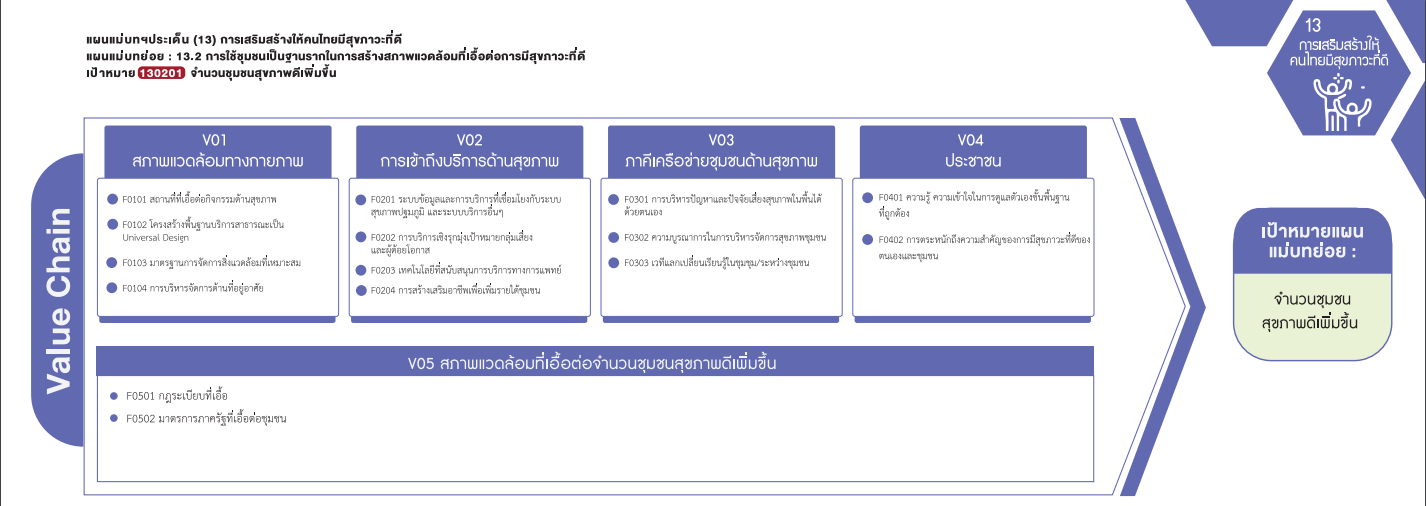 แผนแม่บทฯประเด็น (13) การเสริมสร้างให้คนไทยมีสุขภาวะที่ดี
แผนแม่บทย่อย : 13.2 การใช้ชุมชนเป็นฐานรากในการสร้างสภาพแวดล้อมที่เอื้อต่อการมีสุขภาวะที่ดี
เป้าหมาย 130201 จำนวนชุมชนสุขภาพดีเพิ่มขึ้น
13
การเสริมสร้างให้
คนไทยมีสุขภาวะที่ดี
Value Chain
V01
สภาพแวดล้อมทางกายภาพ
F0101 สถานที่ที่เอื้อต่อกิจกรรมด้านสุขภาพ
F0102 โครงสร้างพื้นฐานบริการสาธารณะเป็น
Universal Design
F0103 มาตรฐานการจัดการสิ่งแวดล้อมที่เหมาะสม
F0104 การบริหารจัดการด้านที่อยู่อาศัย
V02
การเข้าถึงบริการด้านสุขภาพ
F0201 ระบบข้อมูลและการบริการที่เชื่อมโยงกับระบบ
สุขภาพปฐมภูมิ และระบบบริการอื่นๆ
F0202 การบริการเชิงรุกมุ่งเป้าหมายกลุ่มเสี่ยง
และผู้ด้อยโอกาส
F0203 เทคโนโลยีที่สนับสนุนการบริการทางการแพทย์
F0204 การสร้างเสริมอาชีพเพื่อเพิ่มรายได้ชุมชน
V03
ภาคีเครือข่ายชุมชนด้านสุขภาพ
F0301 การบริหารปัญหาและปัจจัยเสี่ยงสุขภาพในพื้นได้
ด้วยตนเอง
F0302 ความบูรณาการในการบริหารจัดการสุขภาพชุมชน
F0303 เวทีแลกเปลี่ยนเรียนรู้ในชุมชุม/ระหว่างชุมชน
V04
ประชาชน
F0401 ความรู้ ความเข้าใจในการดูแลตัวเองขั้นพื้นฐาน
ที่ถูกต้อง
F0402 การตระหนักถึงความสำคัญของการมีสุขภาวะที่ดีของ
ตนเองและชุมชน
V05 สภาพแวดล้อมที่เอื้อต่อจำนวนชุมชนสุขภาพดีเพิ่มขึ้น
F0501 กฎระเบียบที่เอื้อ
F0502 มาตรการภาครัฐที่เอื้อต่อชุมชน
เป้าหมายแผน
แม่บทย่อย :
จำนวนชุมชน
สุขภาพดีเพิ่มขึ้น